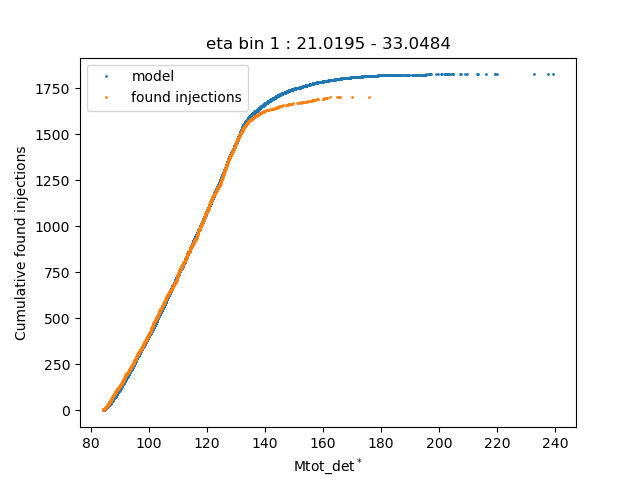 eta bin 1 : 21.0195 - 33.0484
model
found injections
Cumulative found injections
1750
1500
1250
1000
750
500
250
0
80 100 120 140 160 180 200 220 240
Mtot_det*